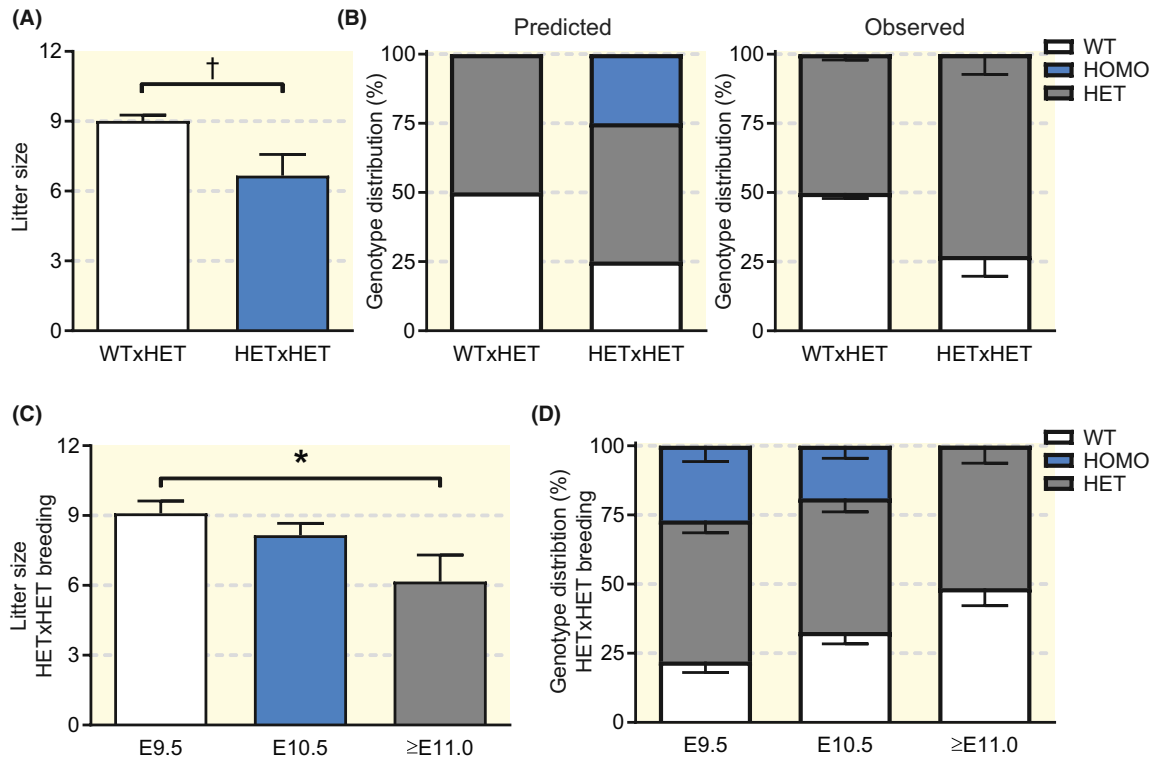 (A)
12
9
6
3
0
Litter size
†
WTxHET
HETxHET
(B)
Predicted
Observed
100
75
50
25
0
Genotype distribution (%)
WTxHET
HETxHET
100
75
50
25
0
Genotype distribution (%)
WTxHET
HETxHET
WT
HOMO
HET
(C)
12
9
6
3
0
Litter size
HETxHET breeding
*
E9.5
E10.5
≥E11.0
(D)
100
75
50
25
0
Genotype distribtion (%)
HETxHET breeding
E9.5
E10.5
≥E11.0
WT
HOMO
HET